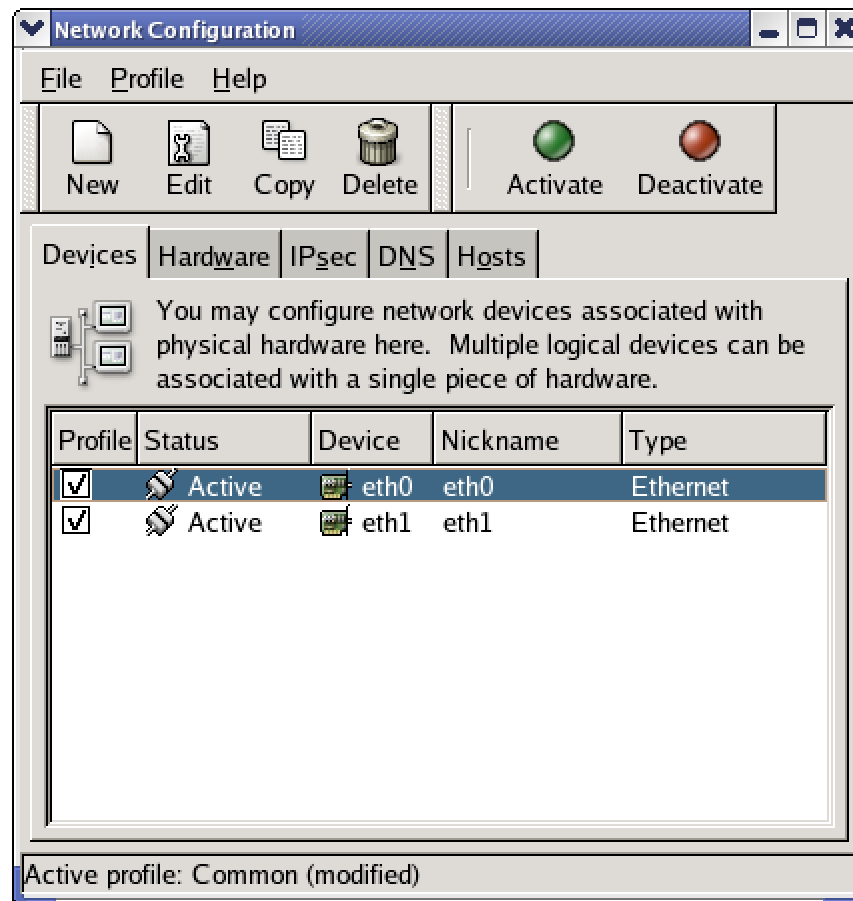 Network Configuration
File Profile Help
New Edit Copy Delete Activate Deactivate
Devices Hardware IPsec DNS Hosts
You may configure network devices associated with
physical hardware here. Multiple logical devices can be
associated with a single piece of hardware.
Profile Status Device Nickname Type
Active eth0 eth0 Ethernet
Active eth1 eth1 Ethernet
Active profile: Common (modified)